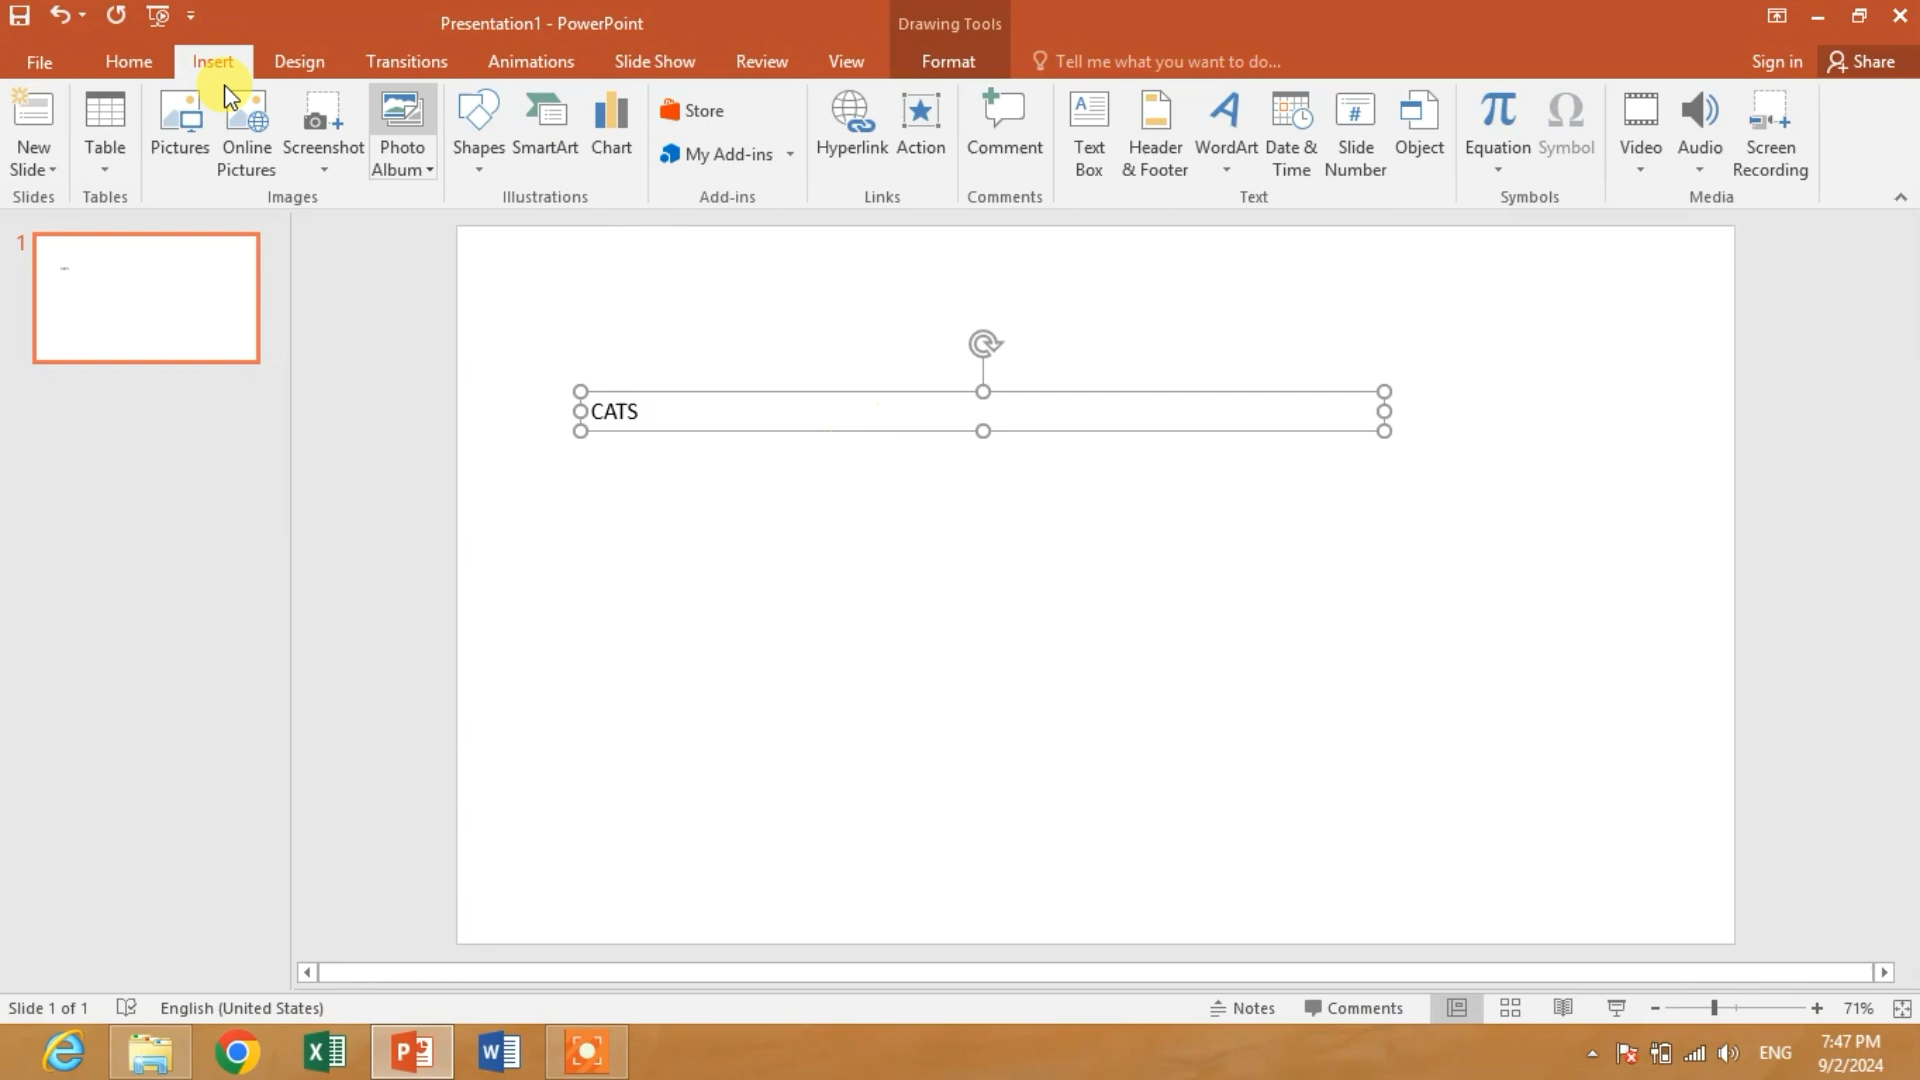 Presentation1 - PowerPoint
Drawing Tools
File Home Insert Design Transitions Animations Slide Show Review View Format Tell me what you want to do... Sign in Share
New Slide
Table
Pictures
Online Pictures
Screenshot
Photo Album
Shapes
SmartArt
Chart
Store
My Add-ins
Hyperlink
Action
Comment
Text Box
Header & Footer
WordArt
Date & Time
Slide Number
Object
Equation
Symbol
Video
Audio
Screen Recording
Slides Tables Images Illustrations Add-ins Links Comments Text Symbols Media
1
CATS
Slide 1 of 1 English (United States) Notes Comments 71%
ENG
7:47 PM
9/2/2024